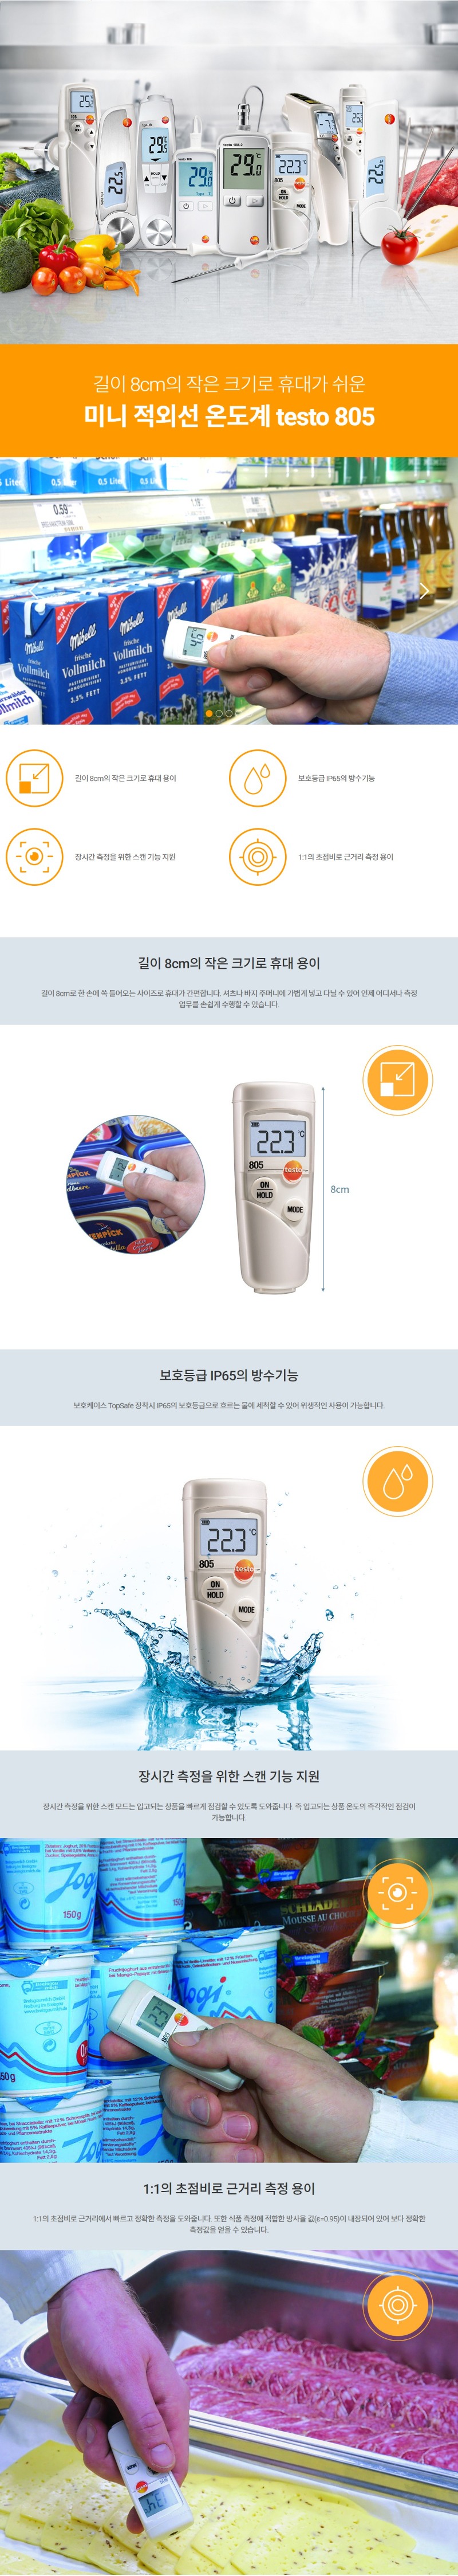 길이 8cm의 작은 크기로 휴대가 쉬운
미니 적외선 온도계 testo 805
0.5 Liter
0.59
Möbell
frische
Vollmilch
3,5% FETT
길이 8cm의 작은 크기로 휴대 용이
보호등급 IP65의 방수기능
장시간 측정을 위한 스캔 기능 지원
1:1의 초점비로 근거리 측정 용이
길이 8cm의 작은 크기로 휴대 용이
길이 8cm로 한 손에 쏙 들어오는 사이즈로 휴대가 간편합니다. 셔츠나 바지 주머니에 가볍게 넣고 다닐 수 있어 언제 어디서나 측정
업무를 손쉽게 수행할 수 있습니다.
22.3 °C
805
testo
ON
HOLD
MODE
8cm
보호등급 IP65의 방수기능
보호케이스 TopSafe 장착시 IP65의 보호등급으로 흐르는 물에 세척할 수 있어 위생적인 사용이 가능합니다.
22.3 °C
805
testo
ON
HOLD
MODE
장시간 측정을 위한 스캔 기능 지원
장시간 측정을 위한 스캔 모드는 입고되는 상품을 빠르게 점검할 수 있도록 도와줍니다. 즉 입고되는 상품 온도의 즉각적인 점검이
가능합니다.
150g
Jogi
MOUSSE AU CHOC
1:1의 초점비로 근거리 측정 용이
1:1의 초점비로 근거리에서 빠르고 정확한 측정을 도와줍니다. 또한 식품 측정에 적합한 방사율 값(ε=0.95)이 내장되어 있어 보다 정확한
측정값을 얻을 수 있습니다.